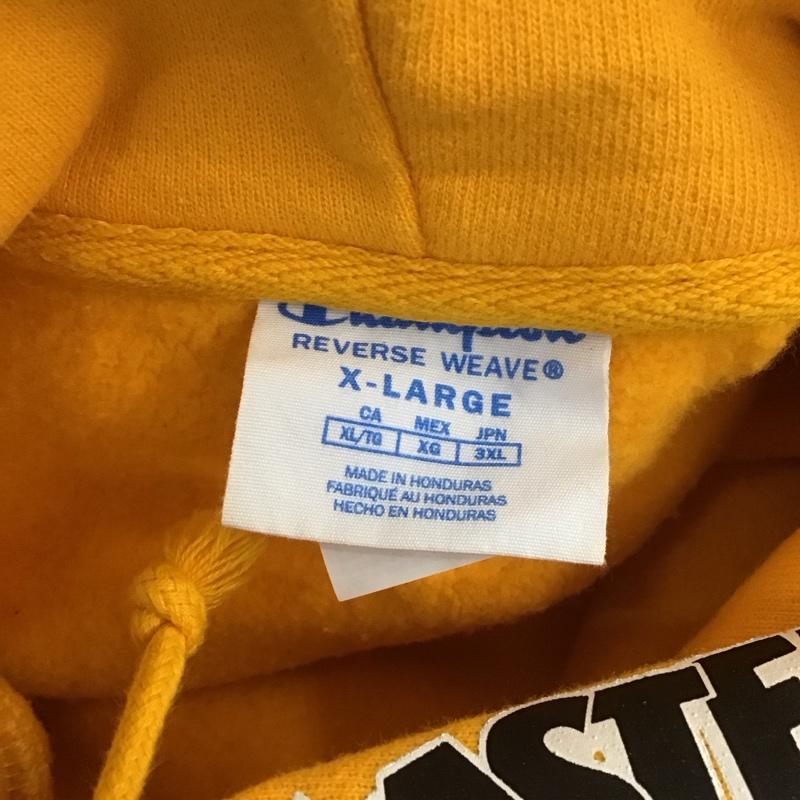 Champion
REVERSE WEAVE®
X-LARGE
CA MEX JPN
XL/TG XG 3XL
MADE IN HONDURAS
FABRIQUÉ AU HONDURAS
HECHO EN HONDURAS